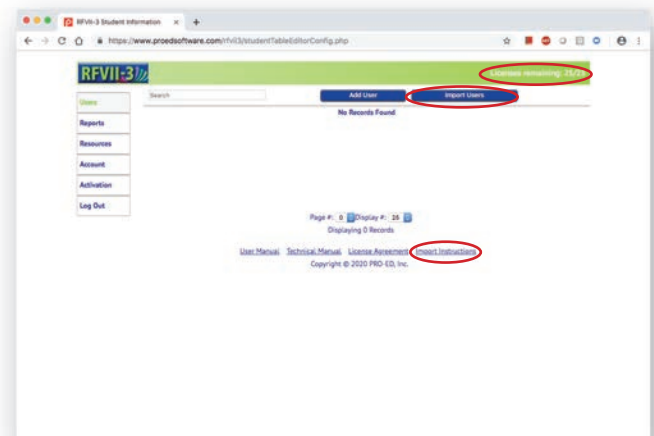 RFVII-3 Student Information
https://www.proedsoftware.com/rfvii3/studentTableEditorConfig.php
RFVII-3
Licenses remaining: 25/25
Users
Search
Add User
Import Users
No Records Found
Reports
Resources
Account
Activation
Log Out
Page #: 0 Display #: 25
Displaying 0 Records
User Manual Technical Manual License Agreement Import Instructions
Copyright © 2020 PRO-ED, Inc.